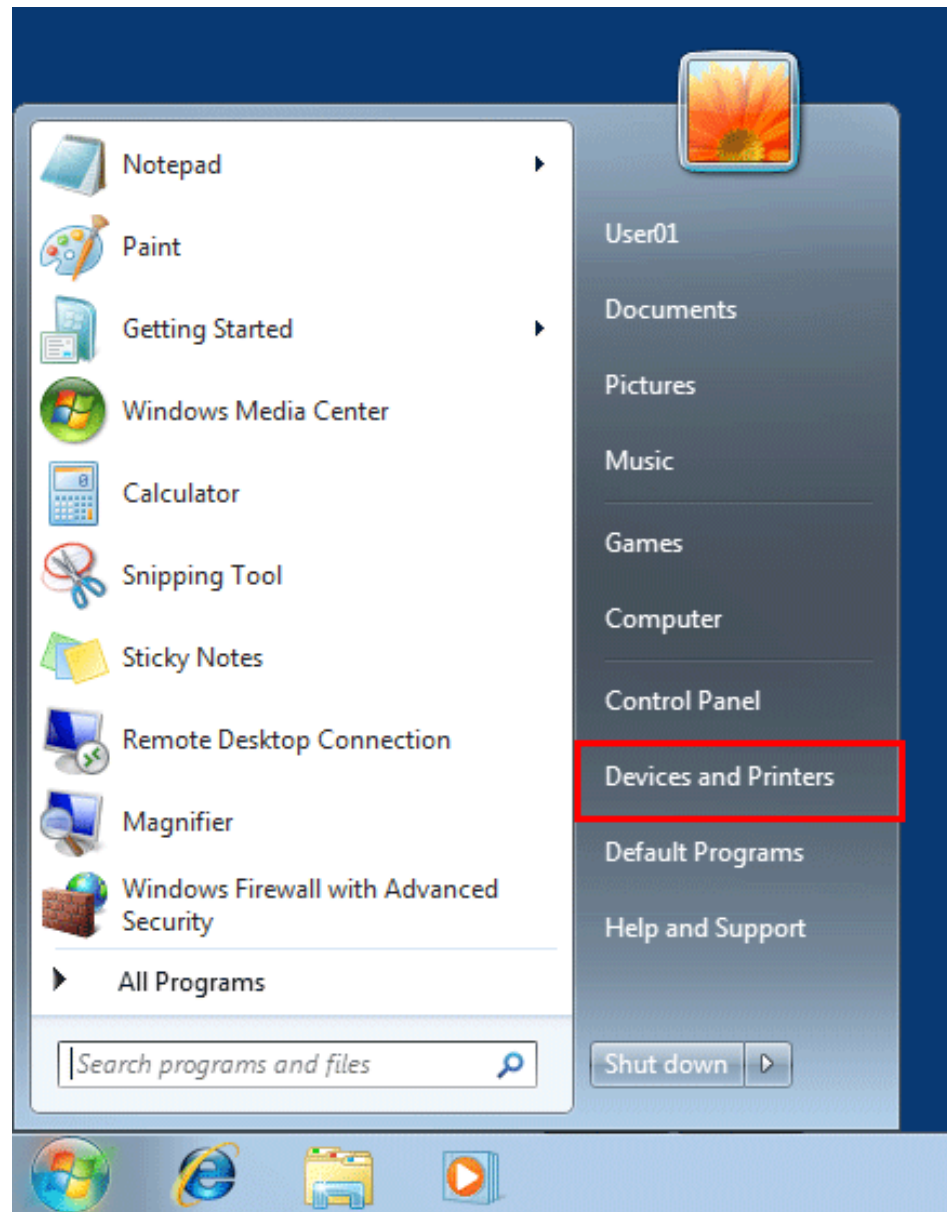 Notepad
Paint
Getting Started
Windows Media Center
Calculator
Snipping Tool
Sticky Notes
Remote Desktop Connection
Magnifier
Windows Firewall with Advanced
Security
All Programs
Search programs and files
User01
Documents
Pictures
Music
Games
Computer
Control Panel
Devices and Printers
Default Programs
Help and Support
Shut down